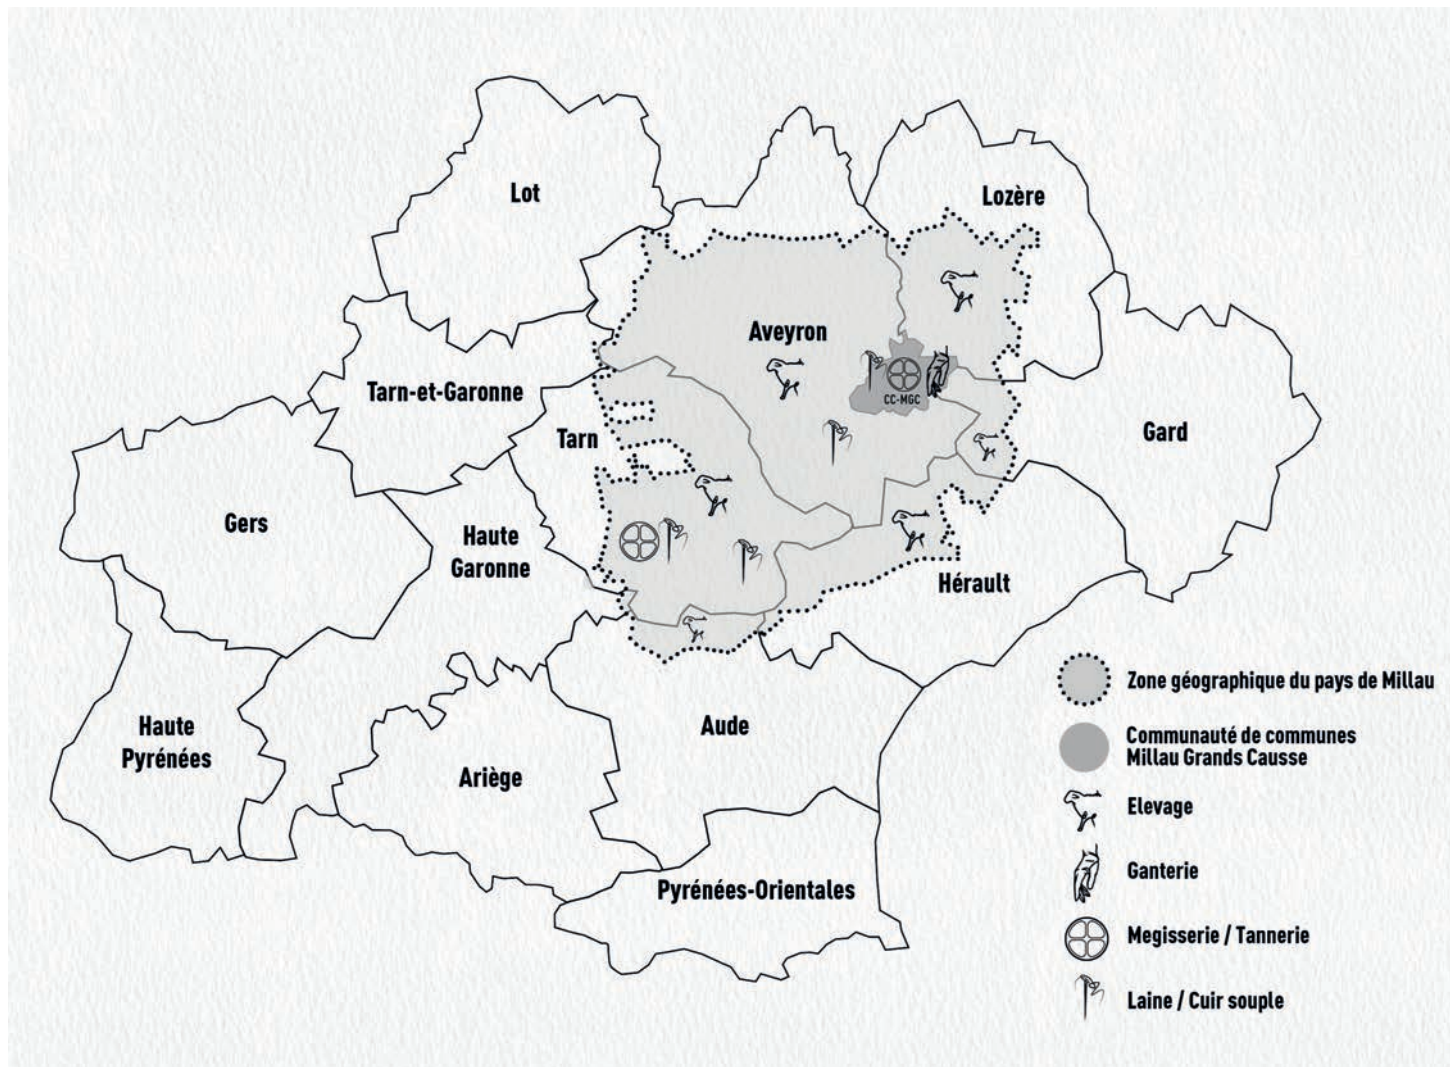 Lot
Lozère
Aveyron
Tarn-et-Garonne
CC-MGC
Tarn
Gard
Gers
Haute
Garonne
Hérault
Haute
Pyrénées
Aude
Ariège
Pyrénées-Orientales
Zone géographique du pays de Millau
Communauté de communes
Millau Grands Causse
Elevage
Ganterie
Megisserie / Tannerie
Laine / Cuir souple